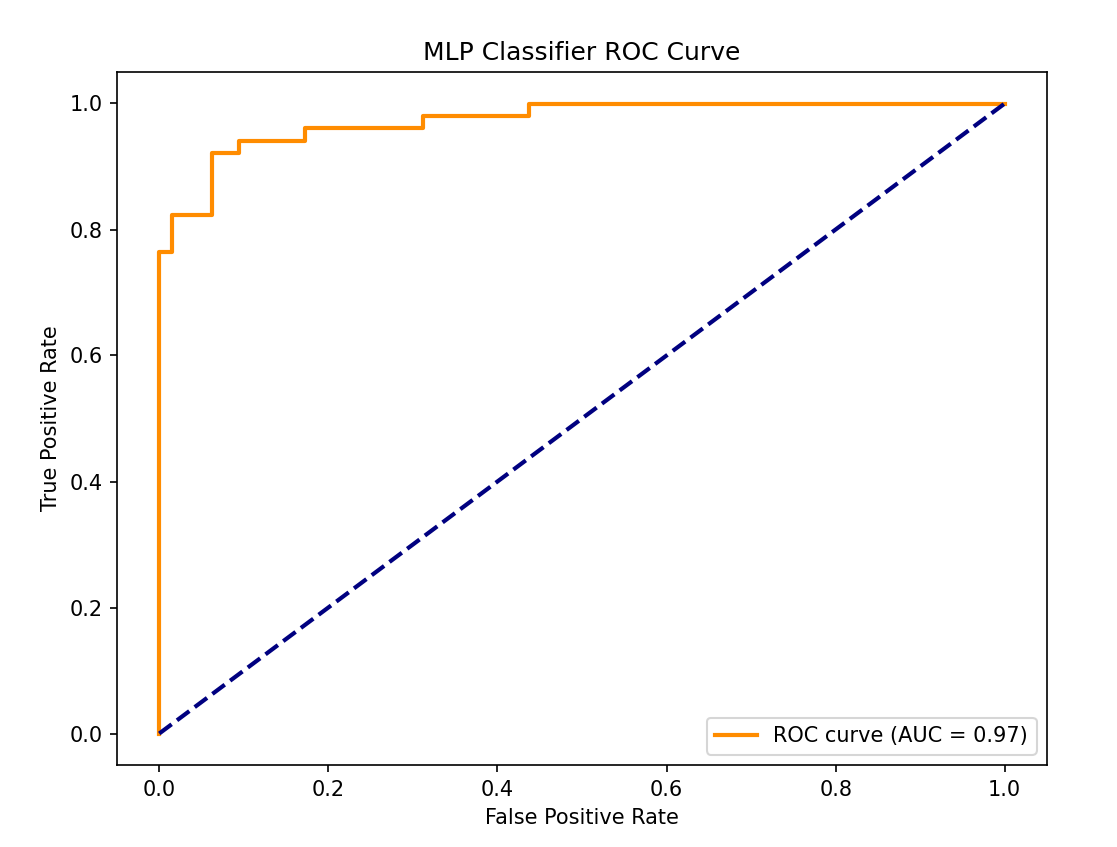 MLP Classifier ROC Curve
1.0
0.8
0.6
0.4
0.2
0.0
True Positive Rate
ROC curve (AUC = 0.97)
0.0 0.2 0.4 0.6 0.8 1.0
False Positive Rate